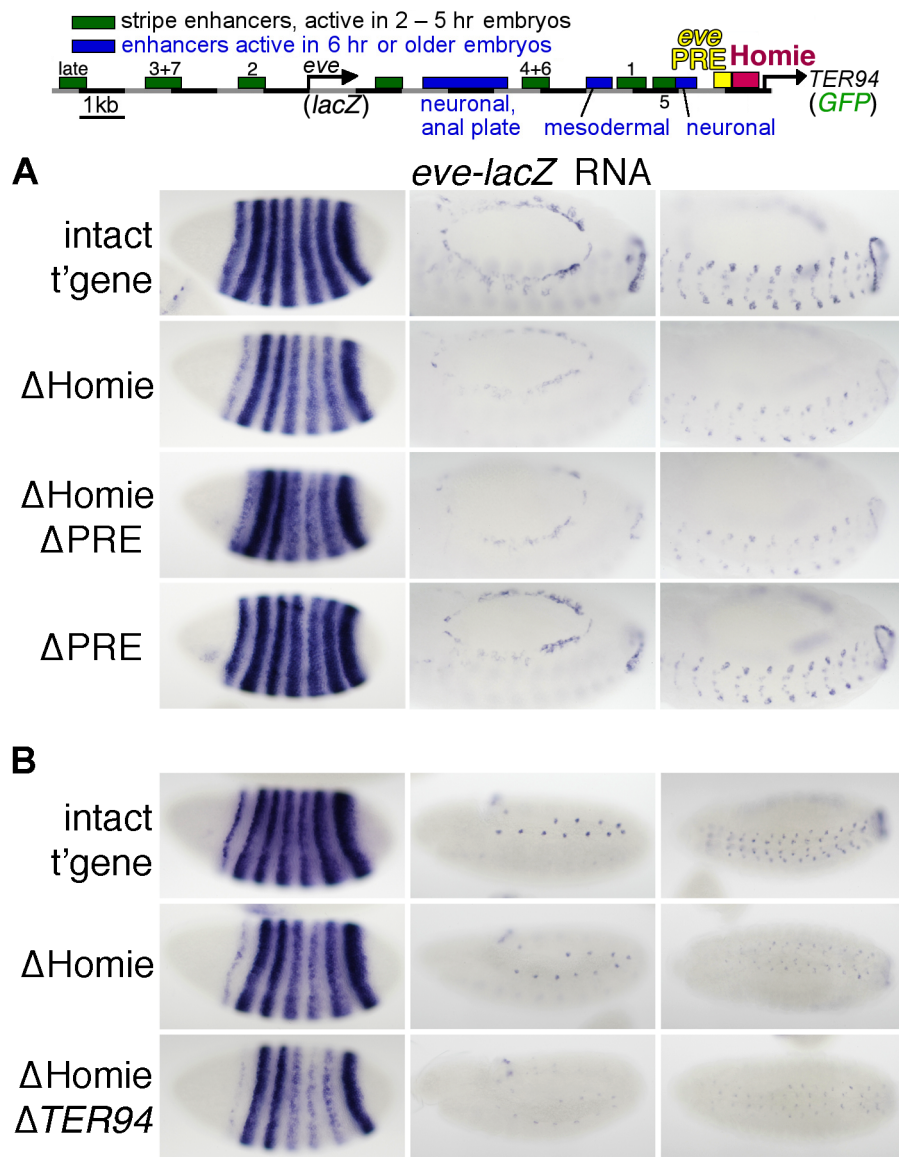 stripe enhancers, active in 2 – 5 hr embryos
enhancers active in 6 hr or older embryos
eve
PRE
Homie
late
3+7
2
eve
4+6
1
TER94
1kb
(lacZ)
5
(GFP)
neuronal,
anal plate
mesodermal
neuronal
A
eve-lacZ RNA
intact
t'gene
ΔHomie
ΔHomie
ΔPRE
ΔPRE
B
intact
t'gene
ΔHomie
ΔHomie
ΔTER94